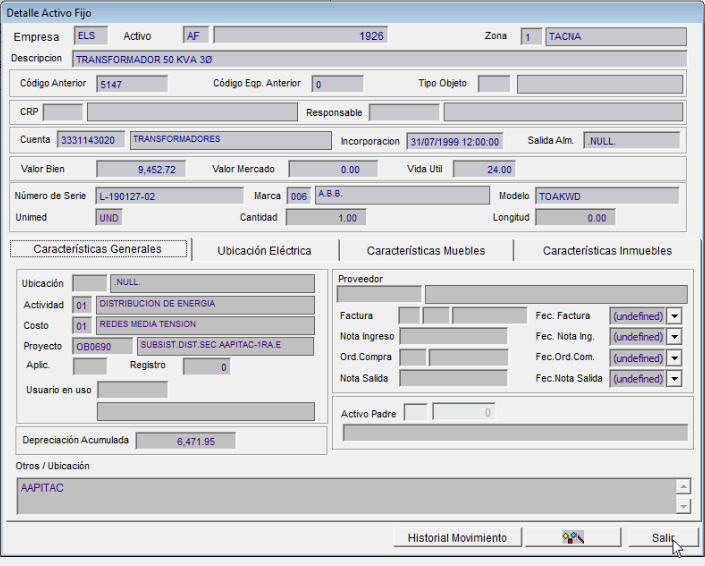 Detalle Activo Fijo
Empresa ELS Activo AF 1926 Zona 1 TACNA
Descripcion TRANSFORMADOR 50 KVA 3Ø
Código Anterior 5147 Código Eqp. Anterior 0 Tipo Objeto
CRP Responsable
Cuenta 3331143020 TRANSFORMADORES Incorporacion 31/07/1999 12:00:00 Salida Alm. .NULL.
Valor Bien 9,452.72 Valor Mercado 0.00 Vida Util 24.00
Número de Serie L-190127-02 Marca 006 A.B.B. Modelo TOAKWD
Unimed UND Cantidad 1.00 Longitud 0.00
Características Generales Ubicación Eléctrica Características Muebles Características Inmuebles
Ubicación .NULL.
Actividad 01 DISTRIBUCION DE ENERGIA
Costo 01 REDES MEDIA TENSION
Proyecto OB0690 SUBSIST.DIST.SEC.AAPITAC-1RA.E
Aplic. Registro 0
Usuario en uso
Depreciación Acumulada 6,471.95
Proveedor
Factura Fec. Factura (undefined)
Nota Ingreso Fec. Nota Ing. (undefined)
Ord.Compra Fec.Ord.Com. (undefined)
Nota Salida Fec.Nota Salida (undefined)
Activo Padre 0
Otros / Ubicación
AAPITAC
Historial Movimiento Salir